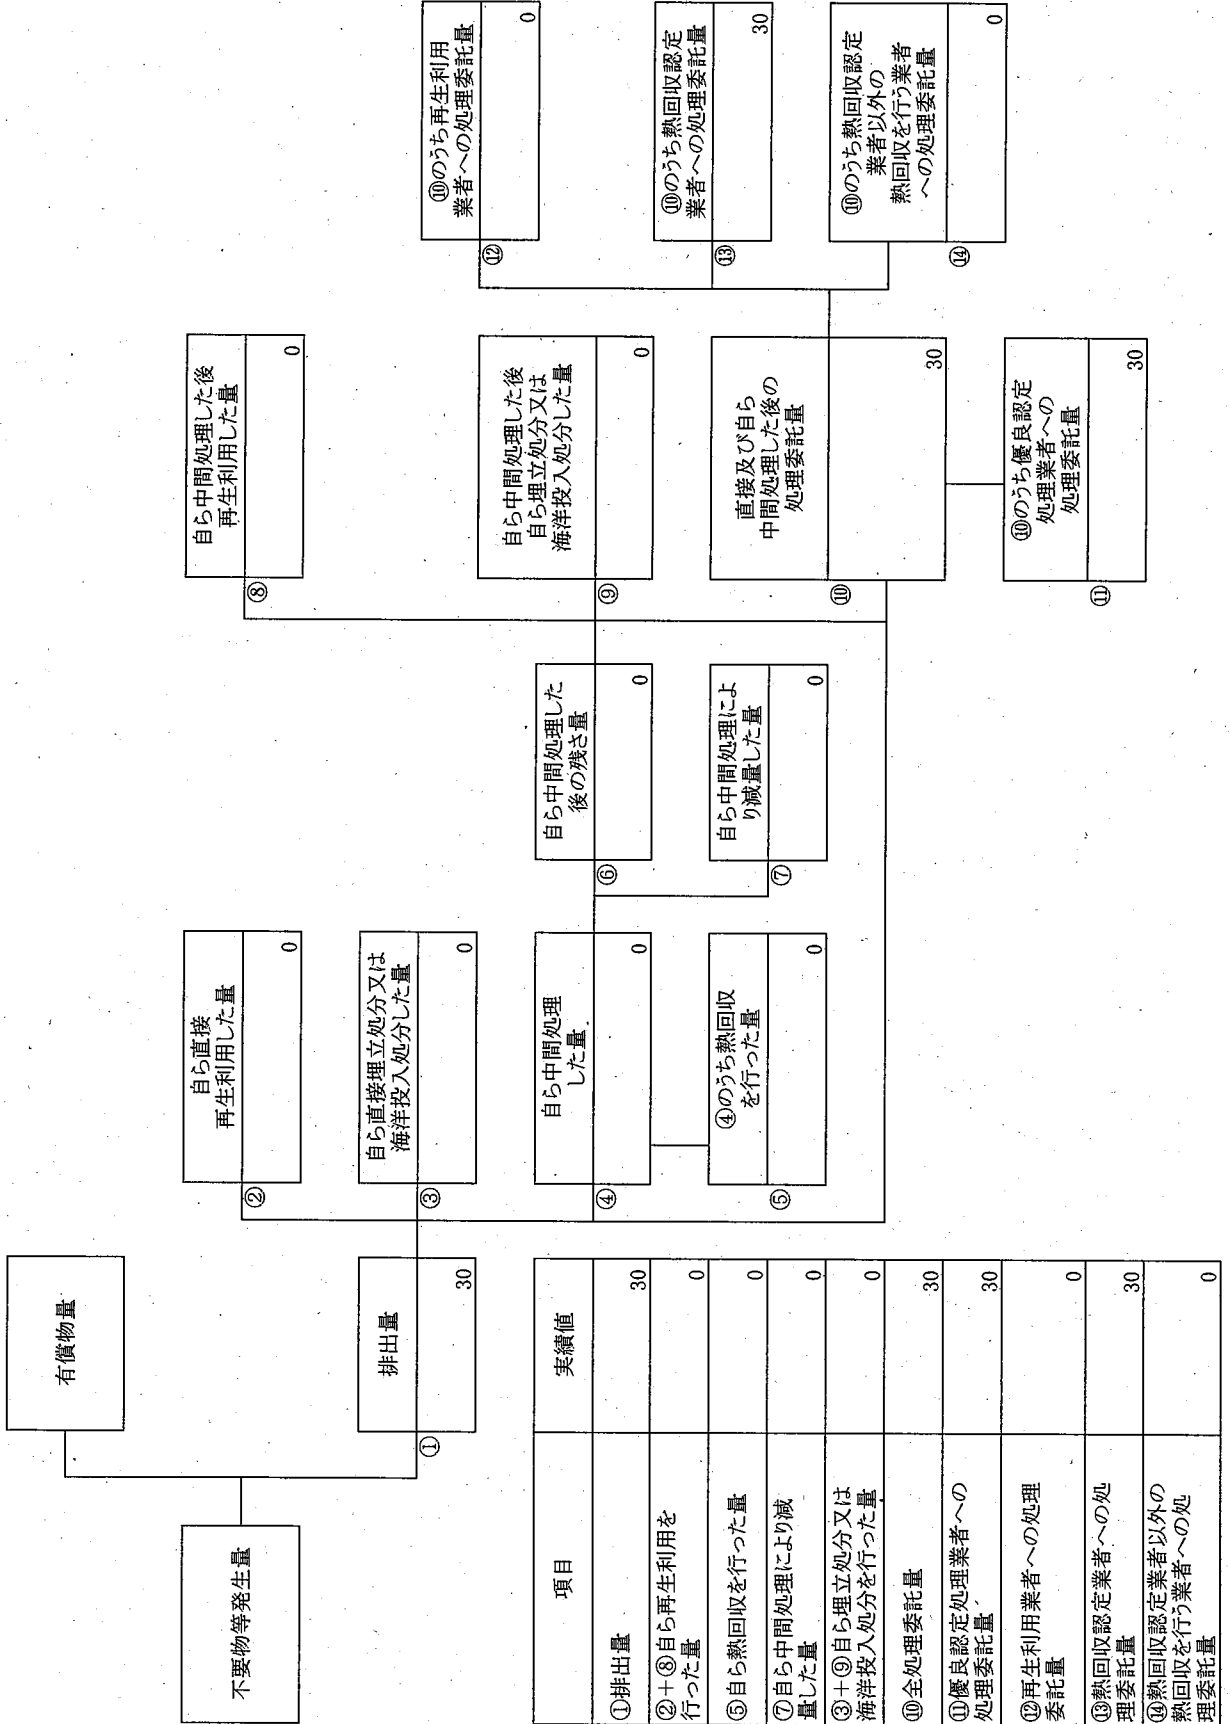 有償物量
不要物等発生量
排出量
①
30
自ら直接
再生利用した量
②
0
自ら直接埋立処分又は
海洋投入処分した量
③
0
自ら中間処理
した量
④
0
④のうち熱回収
を行った量
⑤
0
自ら中間処理した
後の残さ量
⑥
0
自ら中間処理によ
り減量した量
⑦
0
自ら中間処理した後
再生利用した量
⑧
0
自ら中間処理した後
自ら埋立処分又は
海洋投入処分した量
⑨
0
直接及び自ら
中間処理した後の
処理委託量
⑩
30
⑩のうち優良認定
処理業者への
処理委託量
⑪
30
⑩のうち再生利用
業者への処理委託量
⑫
0
⑩のうち熱回収認定
業者への処理委託量
⑬
30
⑩のうち熱回収認定
業者以外の
熱回収を行う業者
への処理委託量
⑭
0
項目 実績値
①排出量 30
②+⑧自ら再生利用を
行った量 0
⑤自ら熱回収を行った量 0
⑦自ら中間処理により減
量した量 0
③+⑨自ら埋立処分又は
海洋投入処分を行った量 0
⑩全処理委託量 30
⑪優良認定処理業者への
処理委託量 30
⑫再生利用業者への処理
委託量 0
⑬熱回収認定業者への処
理委託量 30
⑭熱回収認定業者以外の
熱回収を行う業者への処
理委託量 0